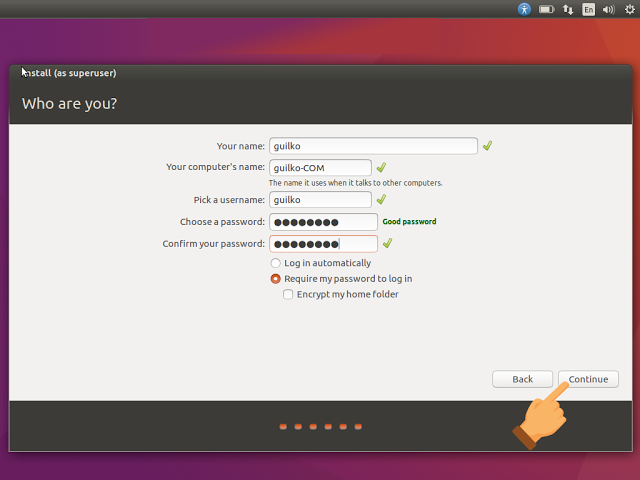 En
Install (as superuser)
Who are you?
Your name: guilko
Your computer's name: guilko-COM
The name it uses when it talks to other computers.
Pick a username: guilko
Choose a password: ●●●●●●●● Good password
Confirm your password: ●●●●●●●●
Log in automatically
Require my password to log in
Encrypt my home folder
Back Continue